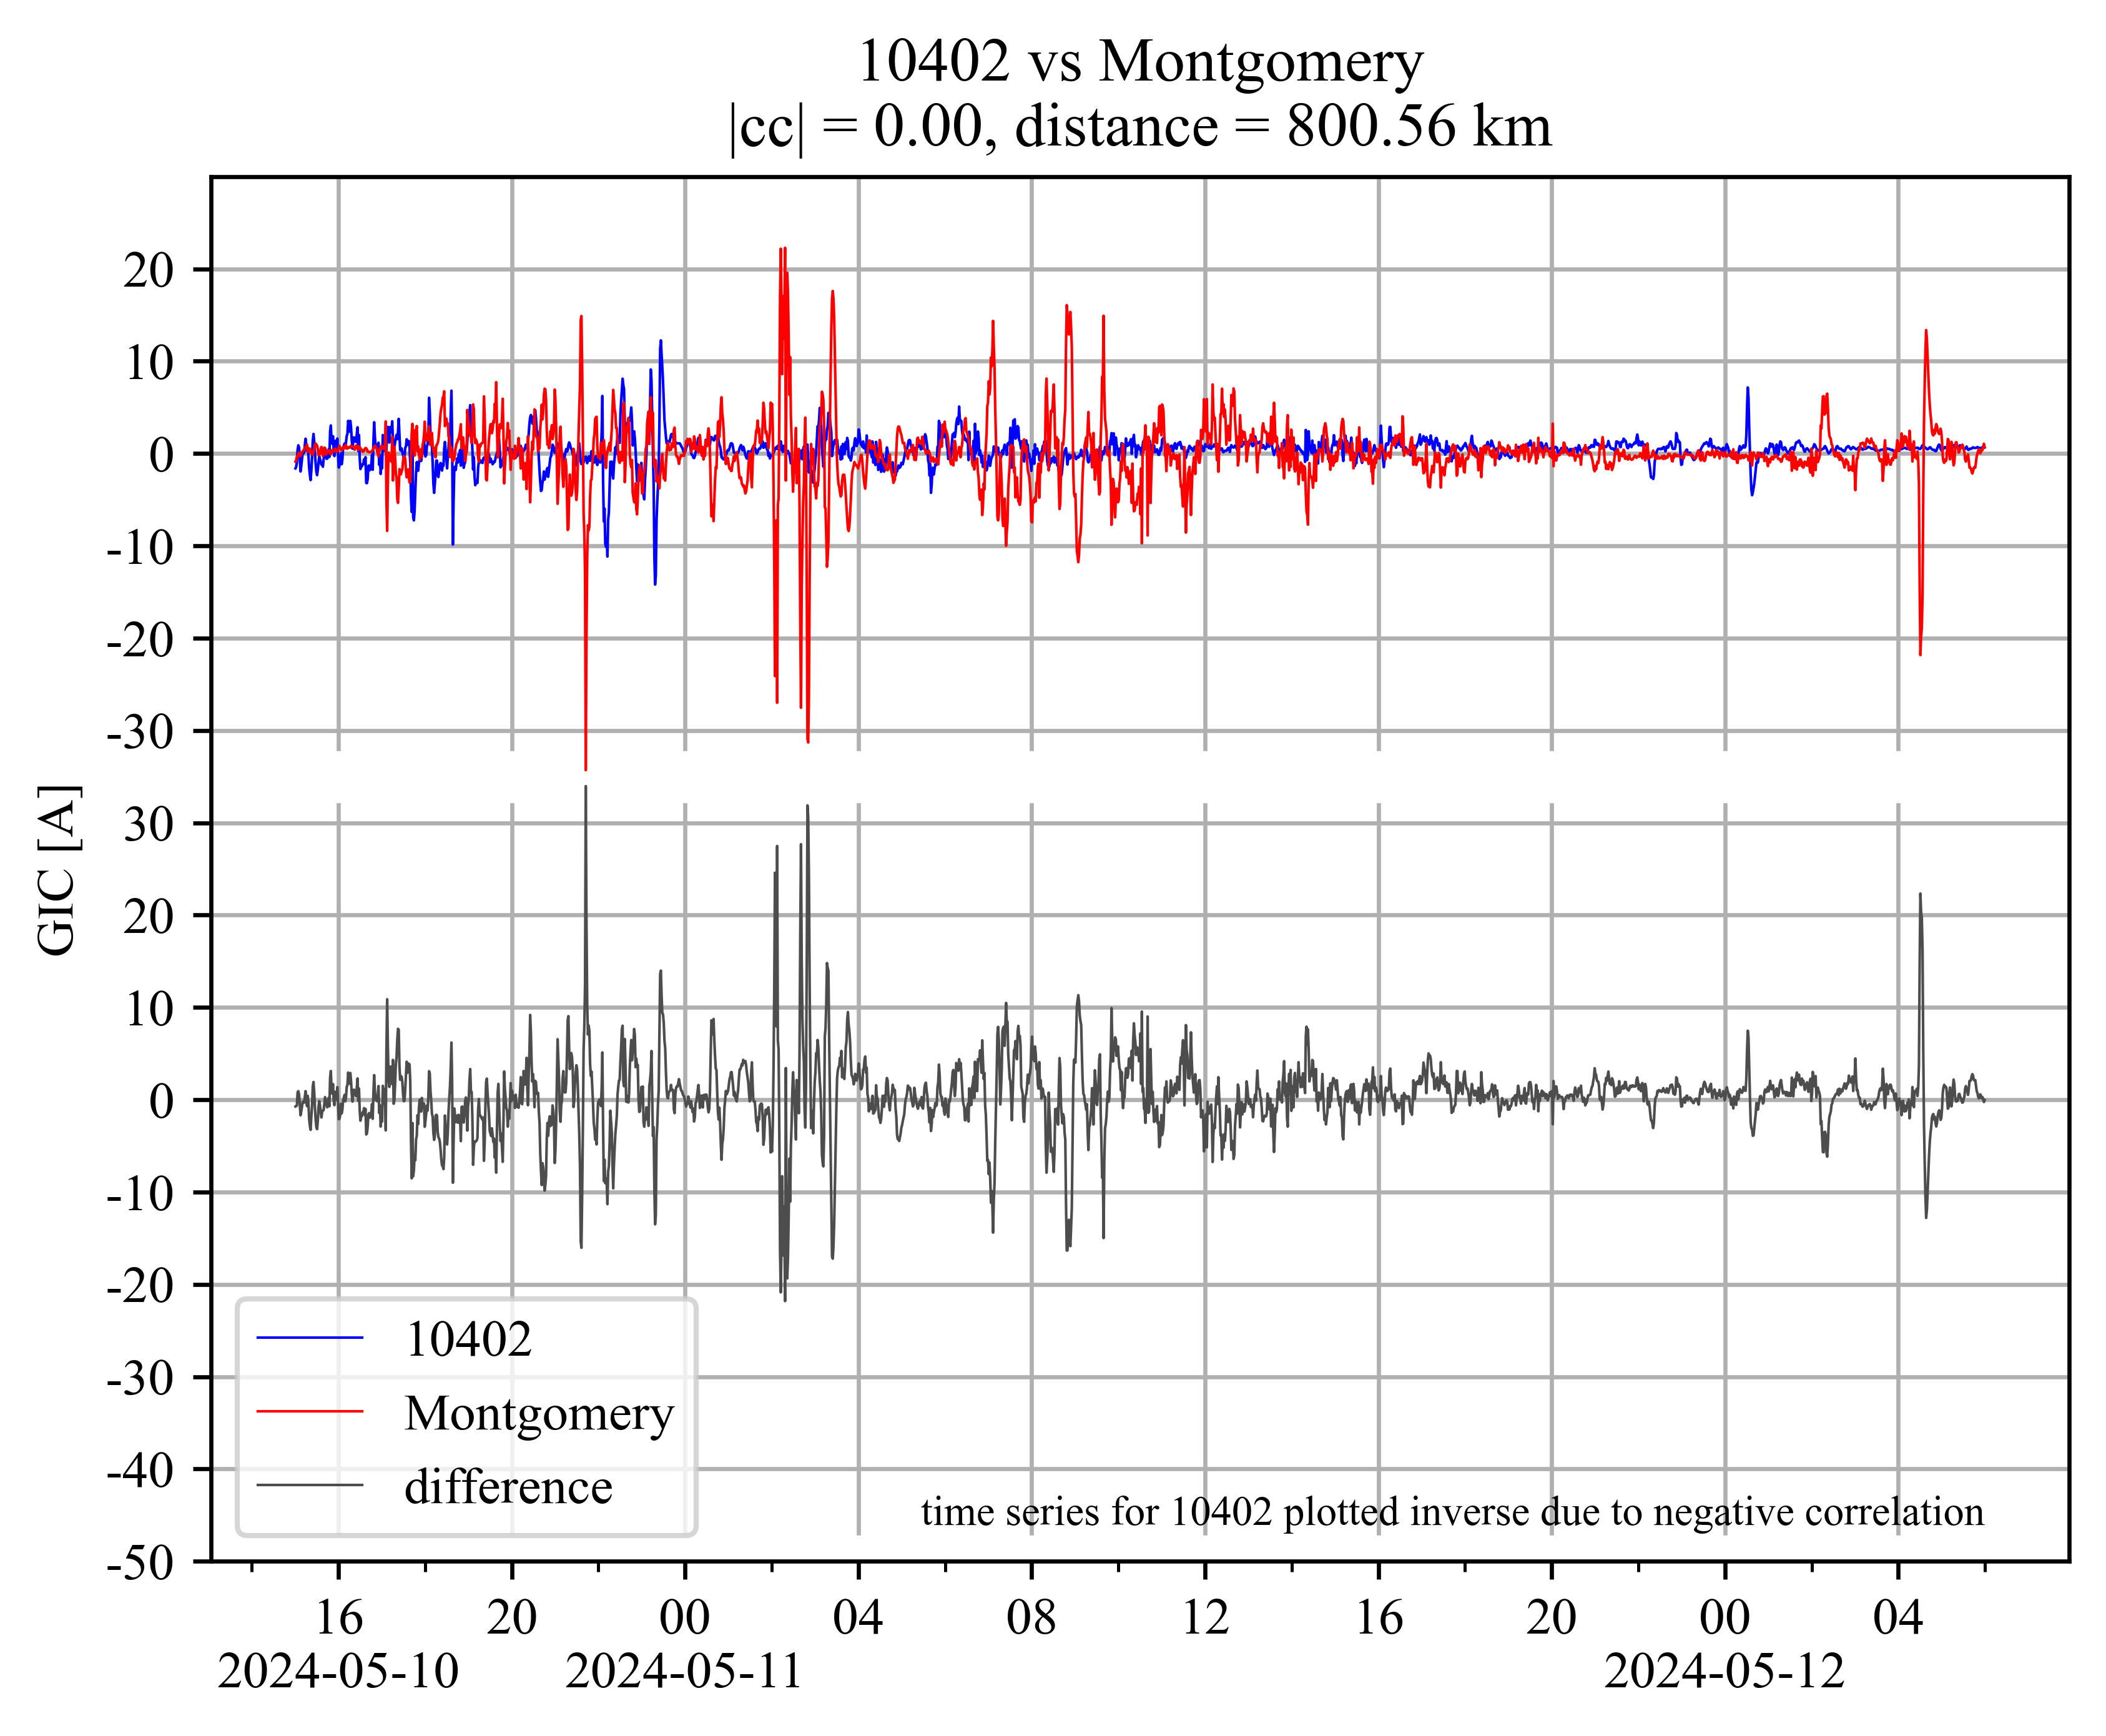 10402 vs Montgomery
|cc| = 0.00, distance = 800.56 km
GIC [A]
20
10
0
-10
-20
-30
30
20
10
0
-10
-20
-30
-40
-50
10402
Montgomery
difference
time series for 10402 plotted inverse due to negative correlation
16 20 00 04 08 12 16 20 00 04
2024-05-10 2024-05-11 2024-05-12